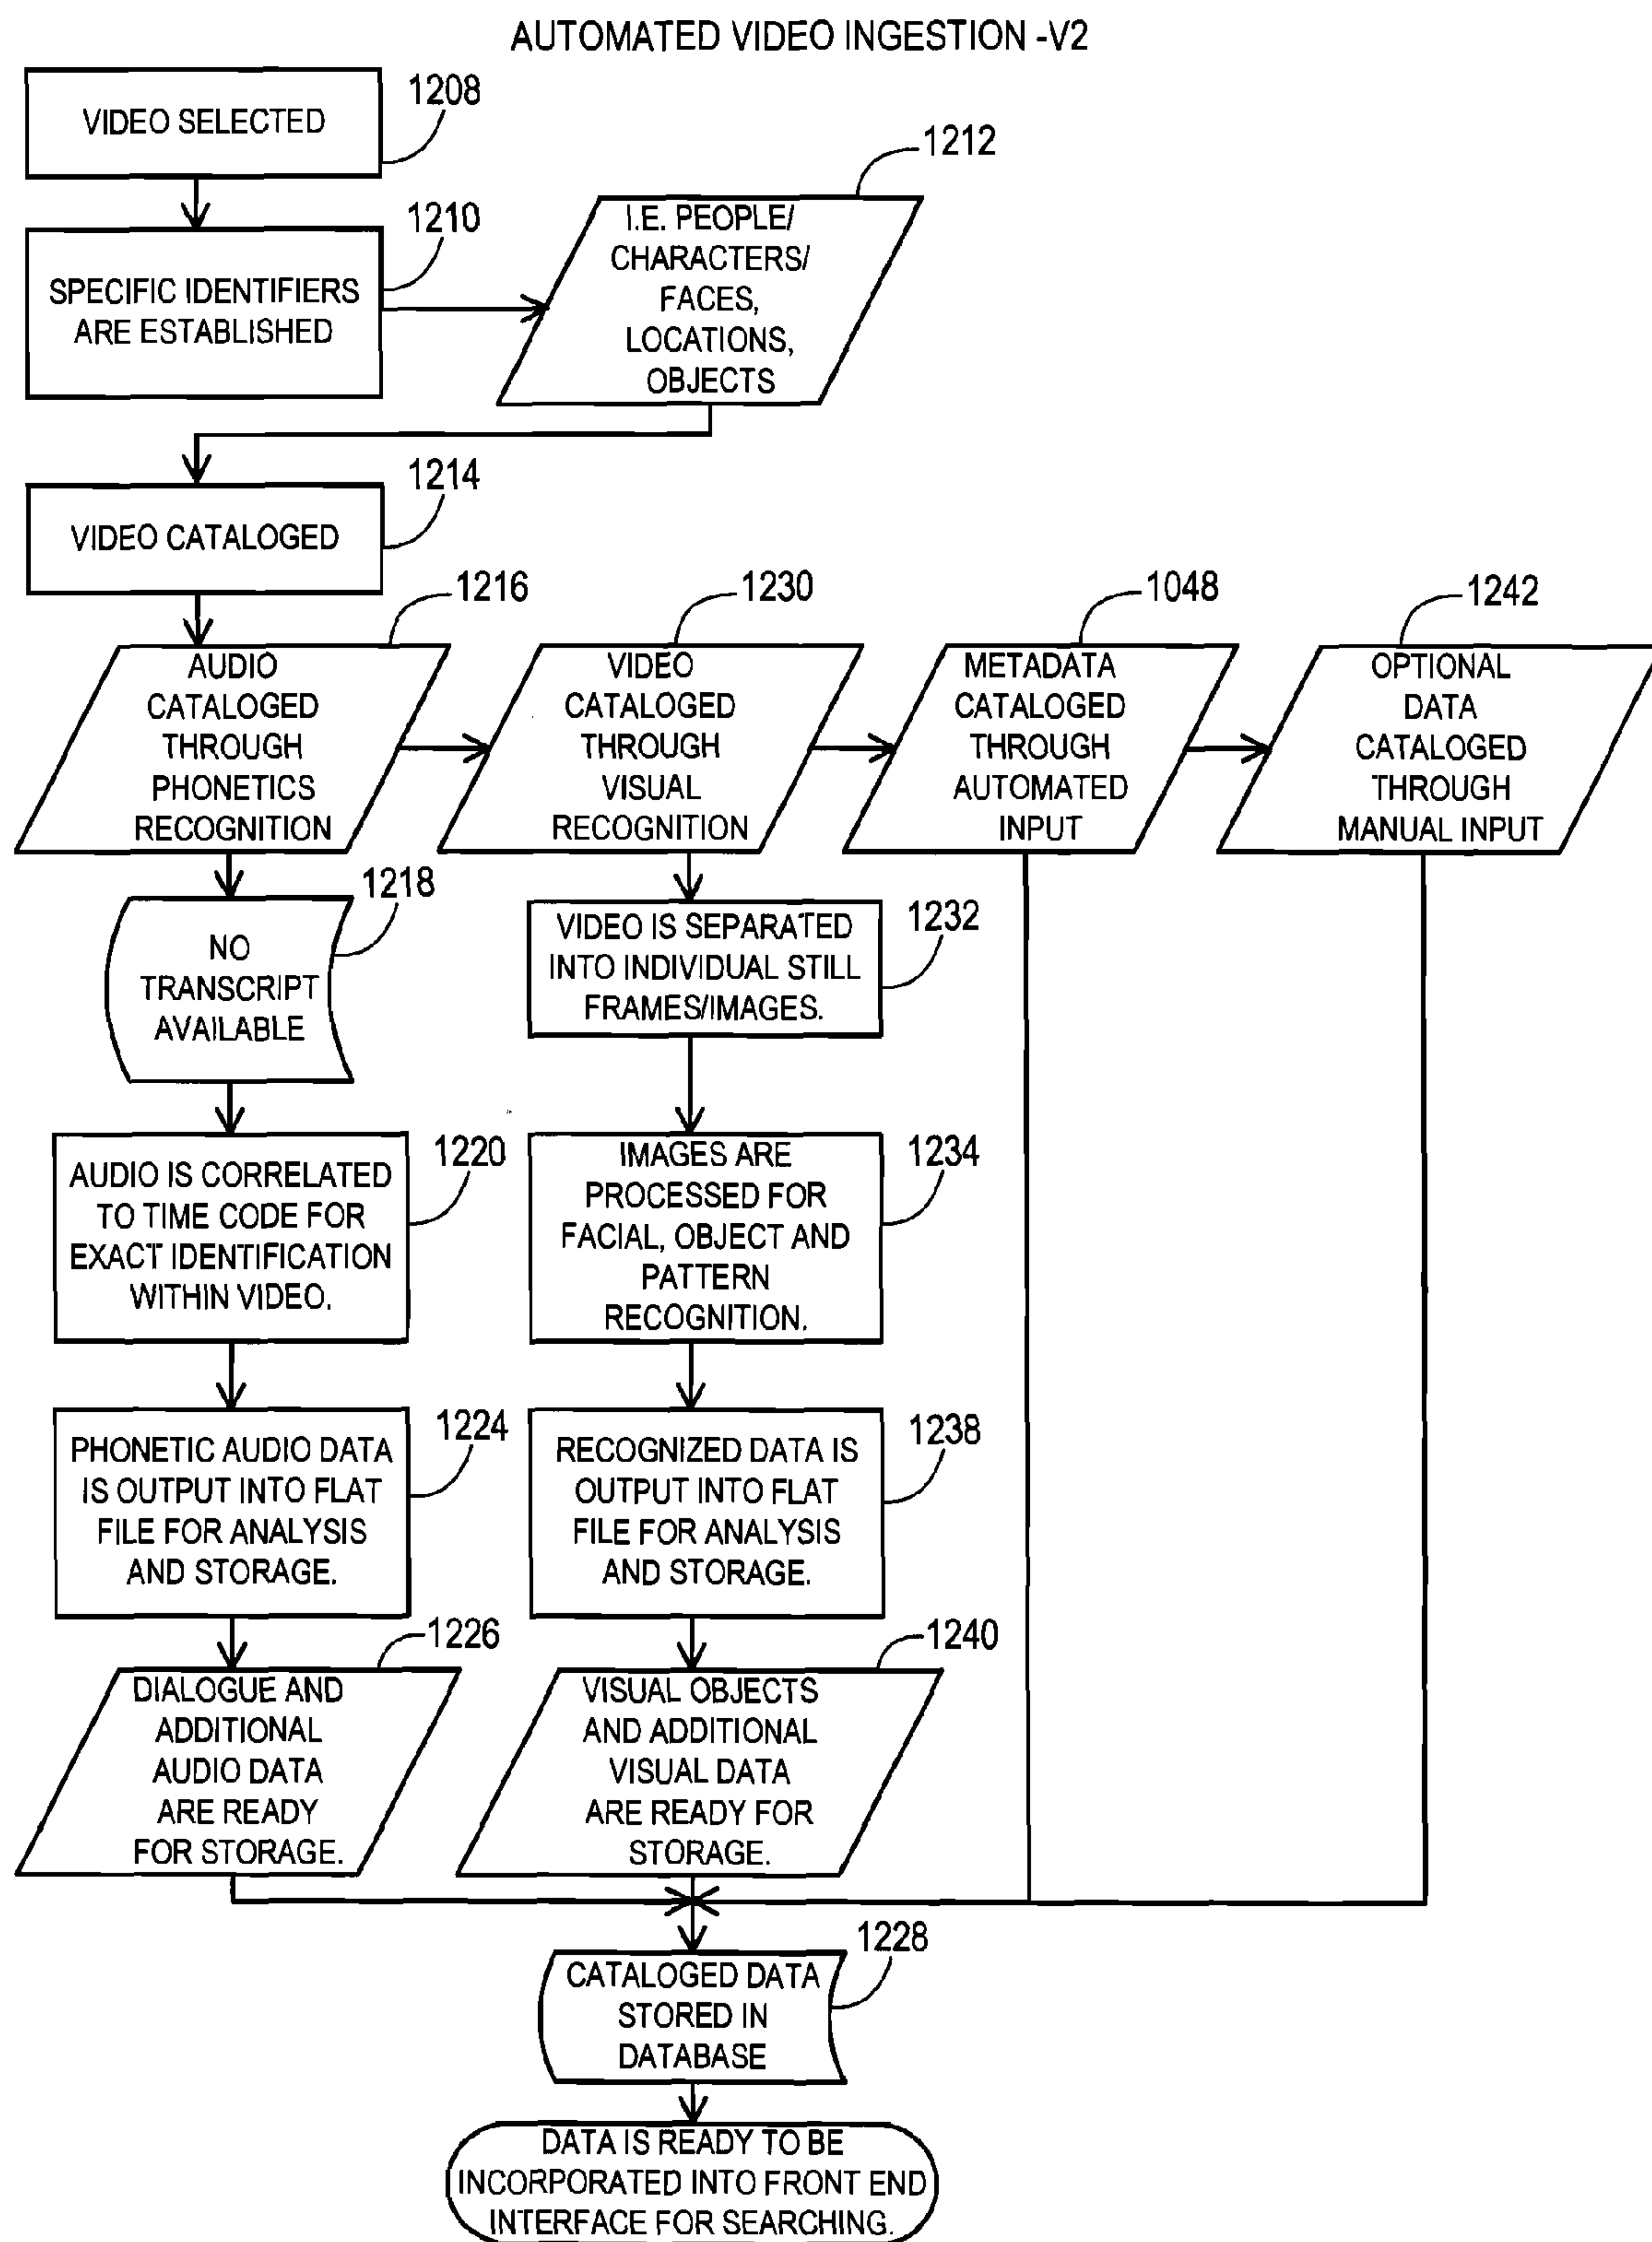 AUTOMATED VIDEO INGESTION -V2
VIDEO SELECTED
1208
SPECIFIC IDENTIFIERS
ARE ESTABLISHED
1210
I.E. PEOPLE/
CHARACTERS/
FACES,
LOCATIONS,
OBJECTS
1212
VIDEO CATALOGED
1214
AUDIO
CATALOGED
THROUGH
PHONETICS
RECOGNITION
1216
VIDEO
CATALOGED
THROUGH
VISUAL
RECOGNITION
1230
METADATA
CATALOGED
THROUGH
AUTOMATED
INPUT
1048
OPTIONAL
DATA
CATALOGED
THROUGH
MANUAL INPUT
1242
NO
TRANSCRIPT
AVAILABLE
1218
VIDEO IS SEPARATED
INTO INDIVIDUAL STILL
FRAMES/IMAGES.
1232
AUDIO IS CORRELATED
TO TIME CODE FOR
EXACT IDENTIFICATION
WITHIN VIDEO.
1220
IMAGES ARE
PROCESSED FOR
FACIAL, OBJECT AND
PATTERN
RECOGNITION.
1234
PHONETIC AUDIO DATA
IS OUTPUT INTO FLAT
FILE FOR ANALYSIS
AND STORAGE.
1224
RECOGNIZED DATA IS
OUTPUT INTO FLAT
FILE FOR ANALYSIS
AND STORAGE.
1238
DIALOGUE AND
ADDITIONAL
AUDIO DATA
ARE READY
FOR STORAGE.
1226
VISUAL OBJECTS
AND ADDITIONAL
VISUAL DATA
ARE READY FOR
STORAGE.
1240
CATALOGED DATA
STORED IN
DATABASE
1228
DATA IS READY TO BE
INCORPORATED INTO FRONT END
INTERFACE FOR SEARCHING.